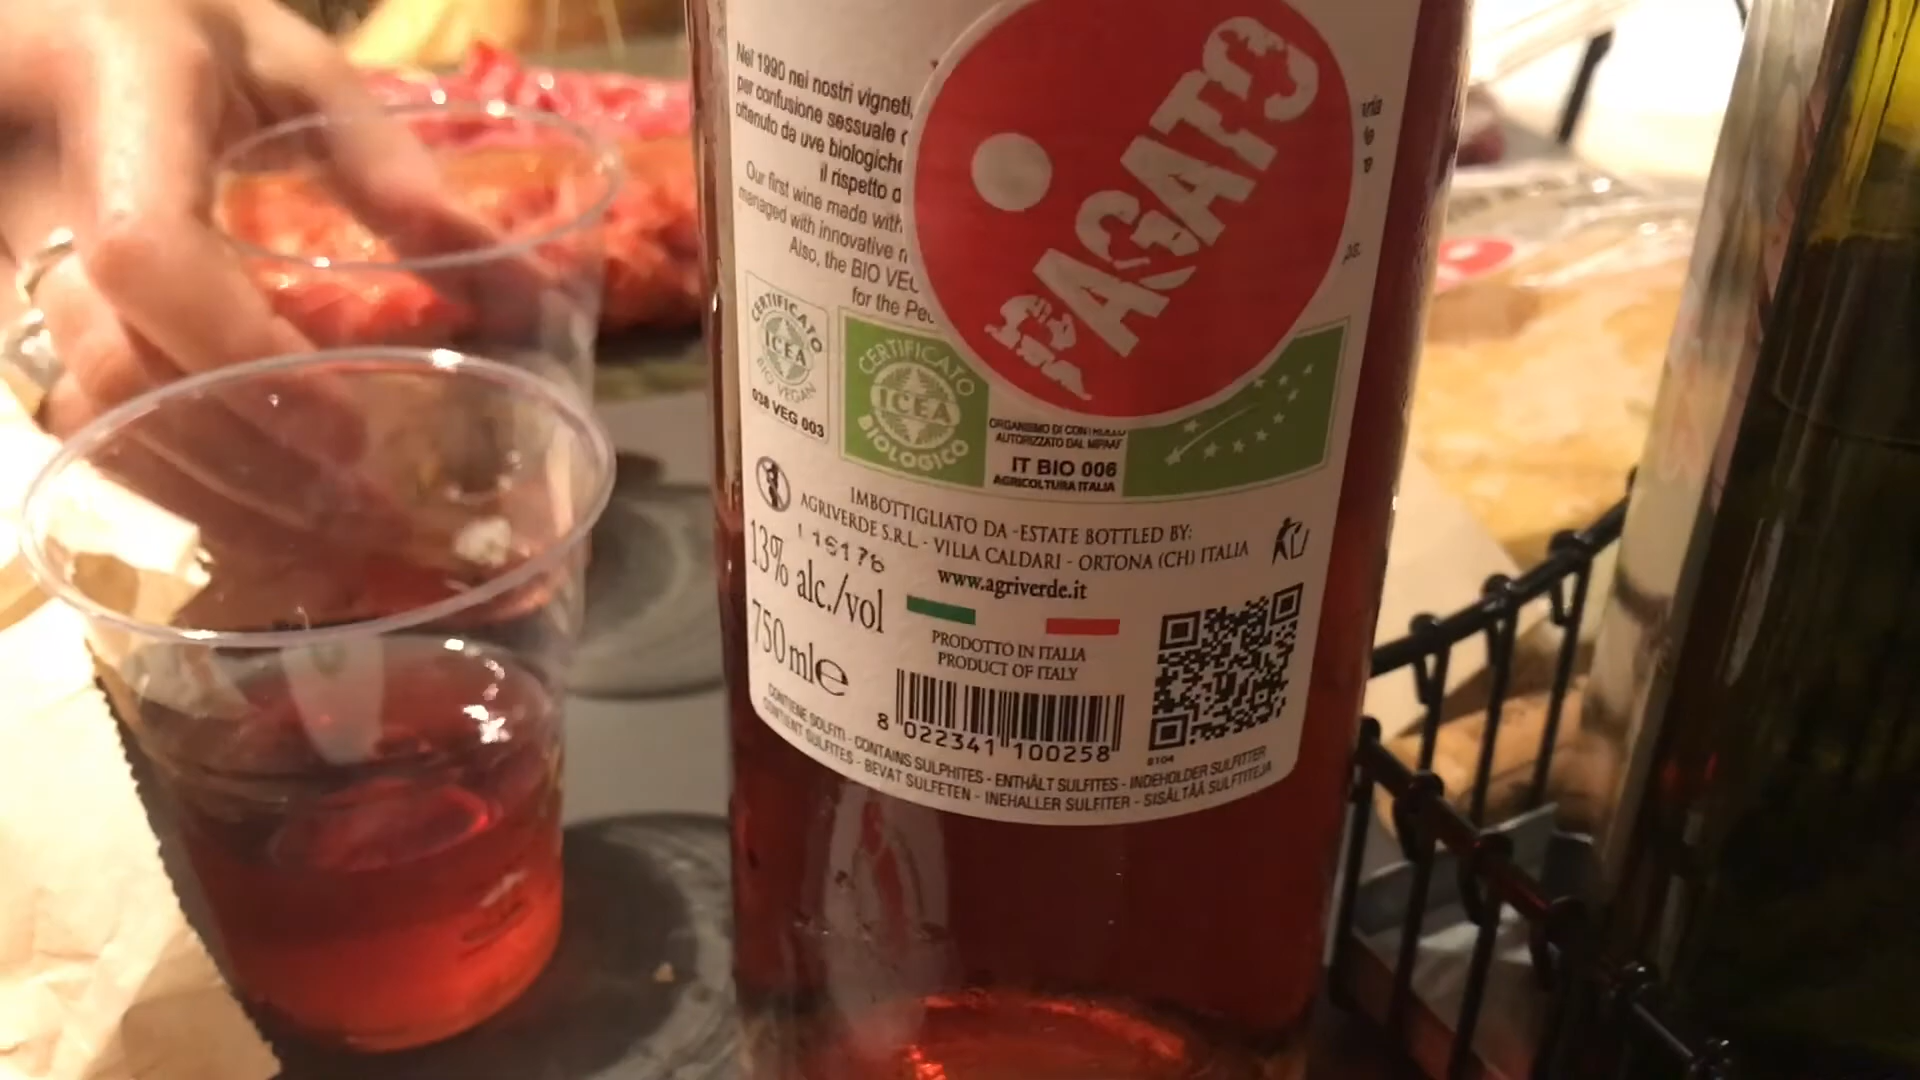 Nel 1990 nei nostri vigneti,
per confusione sessuale
ottenuto da uve biologiche
il rispetto
Our first wine made with
managed with innovative
Also, the BIO VEG
for the
PAGATO
CERTIFICATO
ICEA
BIO VEGAN
038 VEG 003
CERTIFICATO
ICEA
BIOLOGICO
ORGANISMO DI CONTROLLO
AUTORIZZATO DAL MIPAAF
IT BIO 006
AGRICOLTURA ITALIA
IMBOTTIGLIATO DA - ESTATE BOTTLED BY:
AGRIVERDE S.R.L. - VILLA CALDARI - ORTONA (CH) ITALIA
www.agriverde.it
L 16176
13% alc./vol
750 ml e
PRODOTTO IN ITALIA
PRODUCT OF ITALY
8 022341 100258
8104
CONTIENE SOLFITI - CONTAINS SULPHITES - ENTHÄLT SULFITES - INDEHOLDER SULFITTER
CONTIENT SULFITES - BEVAT SULFETEN - INEHALLER SULFITER - SISÄLTÄÄ SULFTITEJA